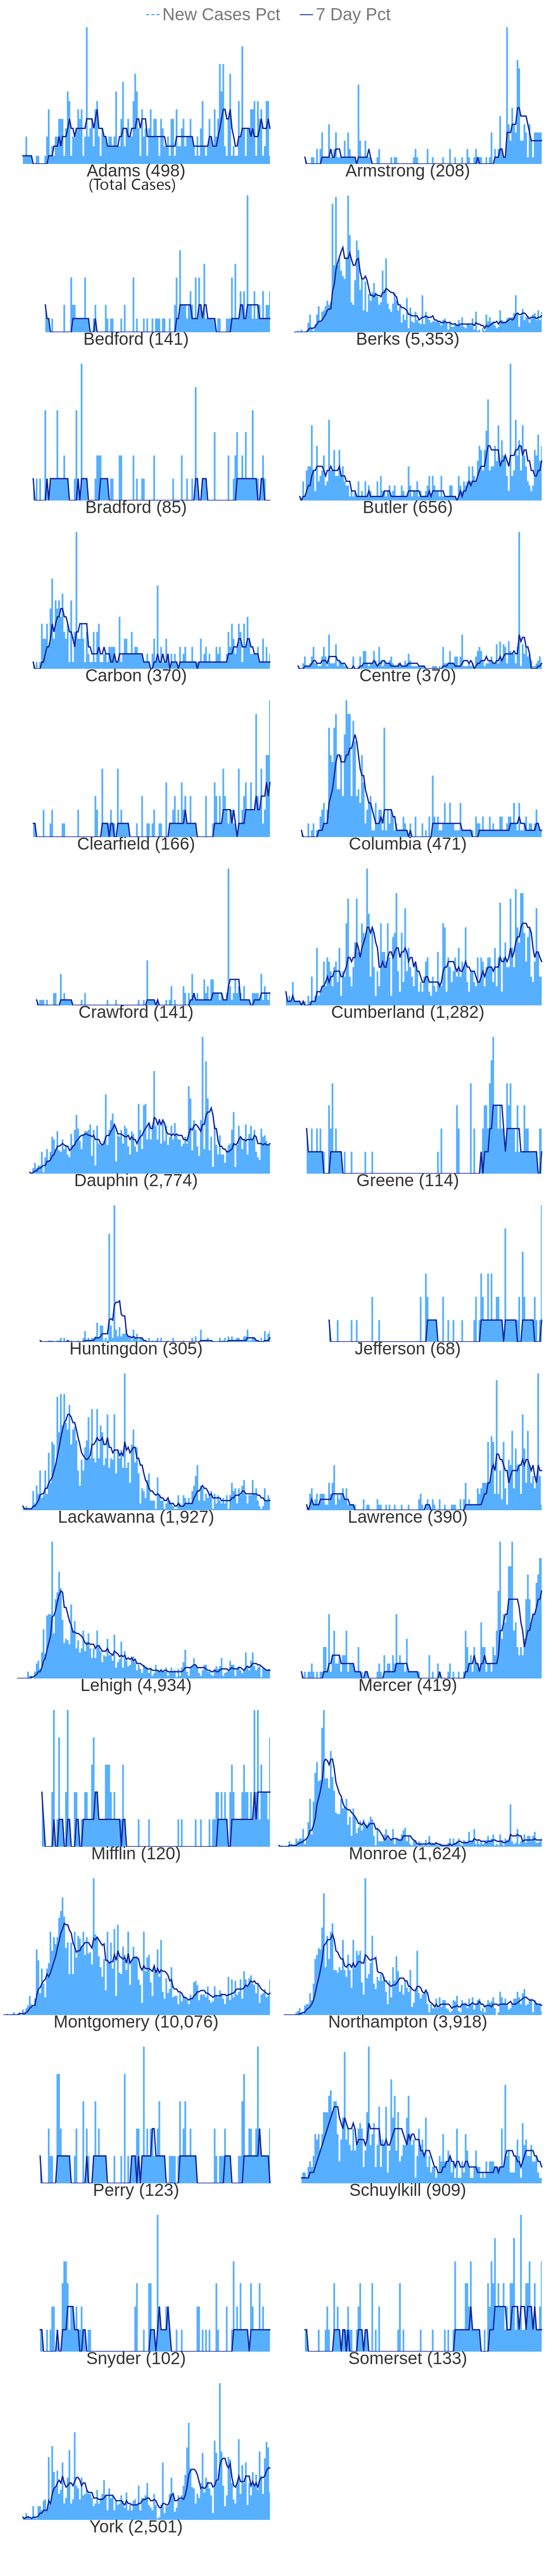 New Cases Pct 7 Day Pct
Adams (498) Armstrong (208)
(Total Cases)
Bedford (141) Berks (5,353)
Bradford (85) Butler (656)
Carbon (370) Centre (370)
Clearfield (166) Columbia (471)
Crawford (141) Cumberland (1,282)
Dauphin (2,774) Greene (114)
Huntingdon (305) Jefferson (68)
Lackawanna (1,927) Lawrence (390)
Lehigh (4,934) Mercer (419)
Mifflin (120) Monroe (1,624)
Montgomery (10,076) Northampton (3,918)
Perry (123) Schuylkill (909)
Snyder (102) Somerset (133)
York (2,501)